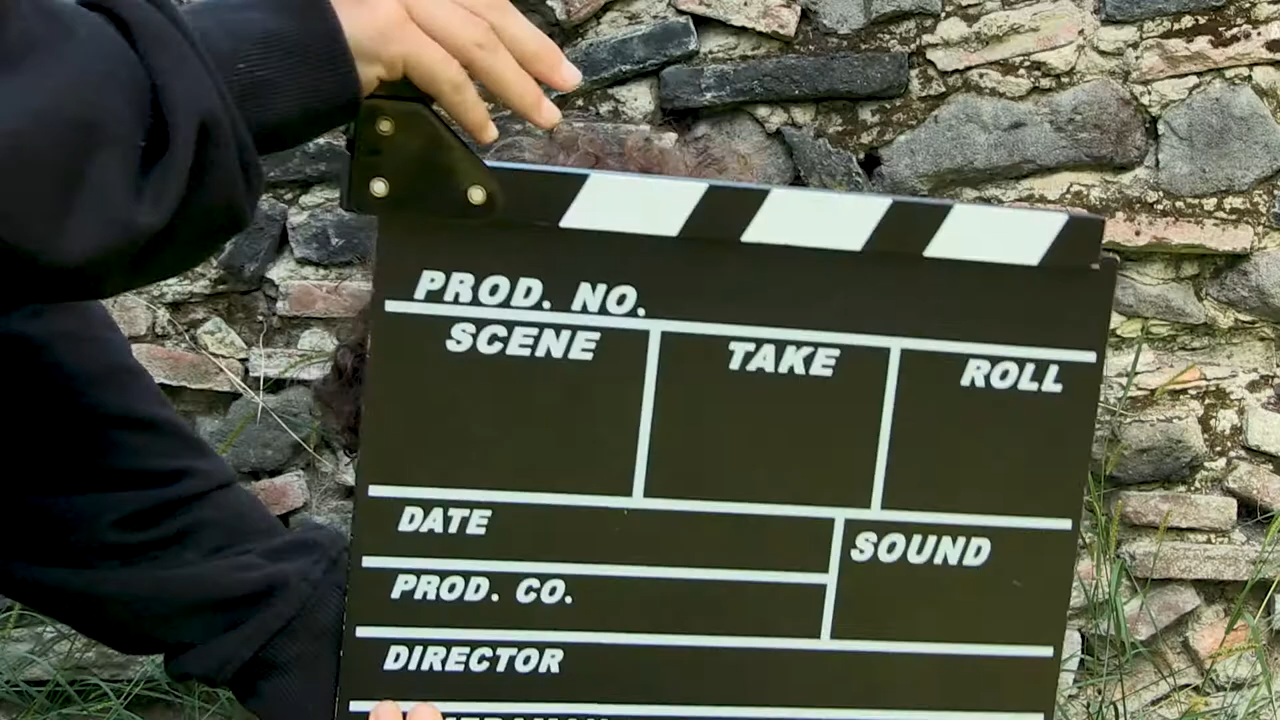 PROD. NO.
SCENE TAKE ROLL
DATE
SOUND
PROD. CO.
DIRECTOR